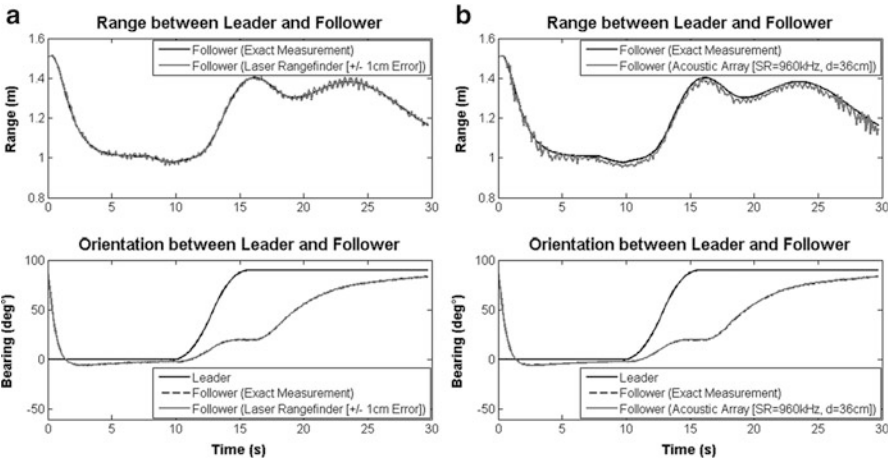 a
Range between Leader and Follower
1.6
1.4
1.2
1
0.8
Range (m)
Follower (Exact Measurement)
Follower (Laser Rangefinder [+/- 1cm Error])
0 5 10 15 20 25 30
Orientation between Leader and Follower
100
50
0
-50
Bearing (deg°)
Leader
Follower (Exact Measurement)
Follower (Laser Rangefinder [+/- 1cm Error])
0 5 10 15 20 25 30
Time (s)
b
Range between Leader and Follower
1.6
1.4
1.2
1
0.8
Range (m)
Follower (Exact Measurement)
Follower (Acoustic Array [SR=960kHz, d=36cm])
0 5 10 15 20 25 30
Orientation between Leader and Follower
100
50
0
-50
Bearing (deg°)
Leader
Follower (Exact Measurement)
Follower (Acoustic Array [SR=960kHz, d=36cm])
0 5 10 15 20 25 30
Time (s)